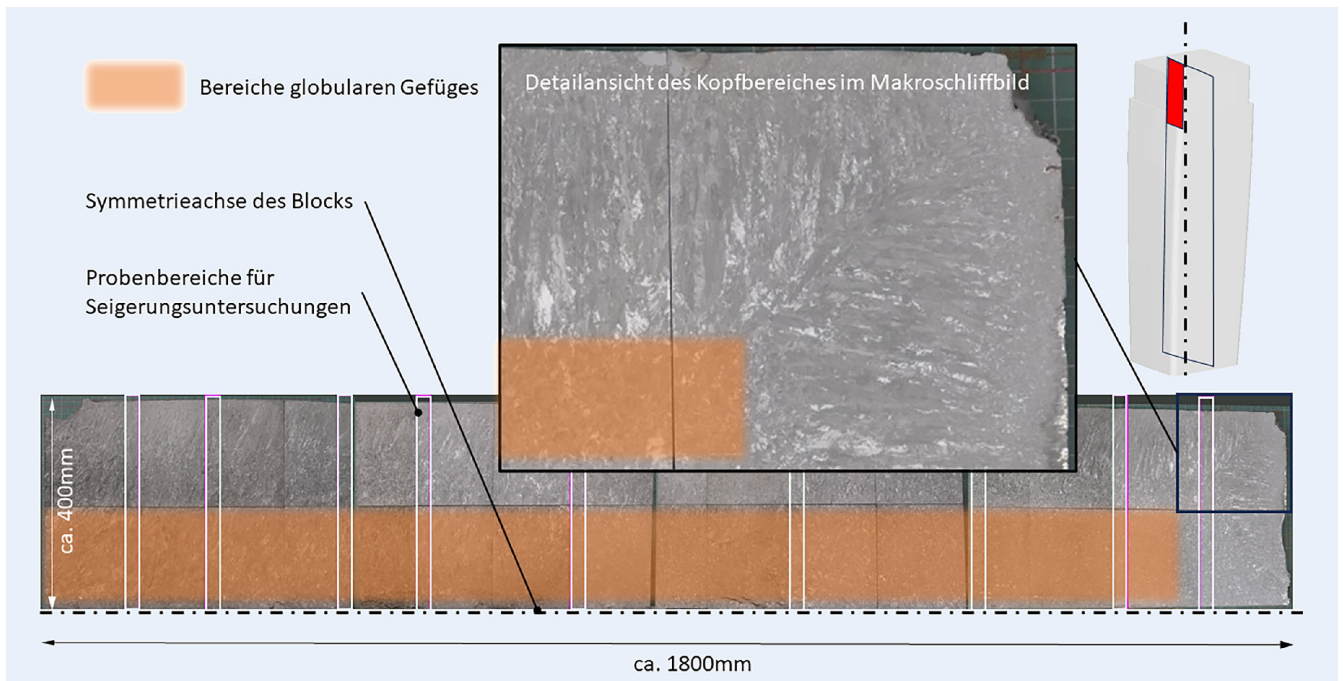 Bereiche globularen Gefüges
Detailansicht des Kopfbereiches im Makroschliffbild
Symmetrieachse des Blocks
Probenbereiche für
Seigerungsuntersuchungen
ca. 400mm
ca. 1800mm